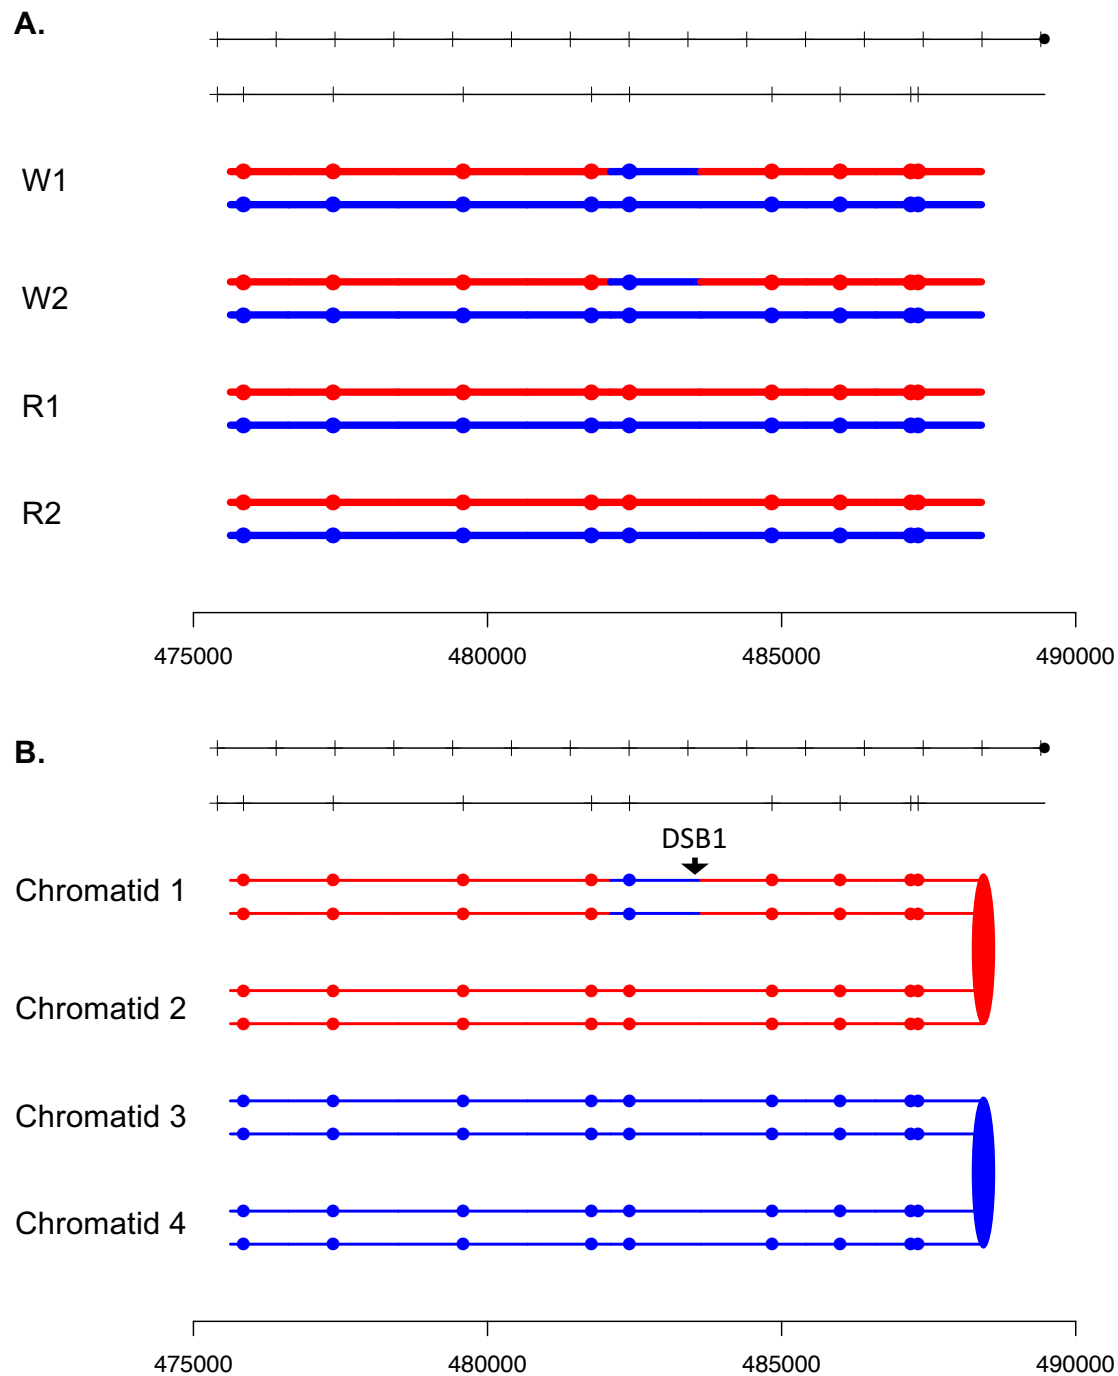 A.
W1
W2
R1
R2
475000 480000 485000 490000
B.
DSB1
Chromatid 1
Chromatid 2
Chromatid 3
Chromatid 4
475000 480000 485000 490000